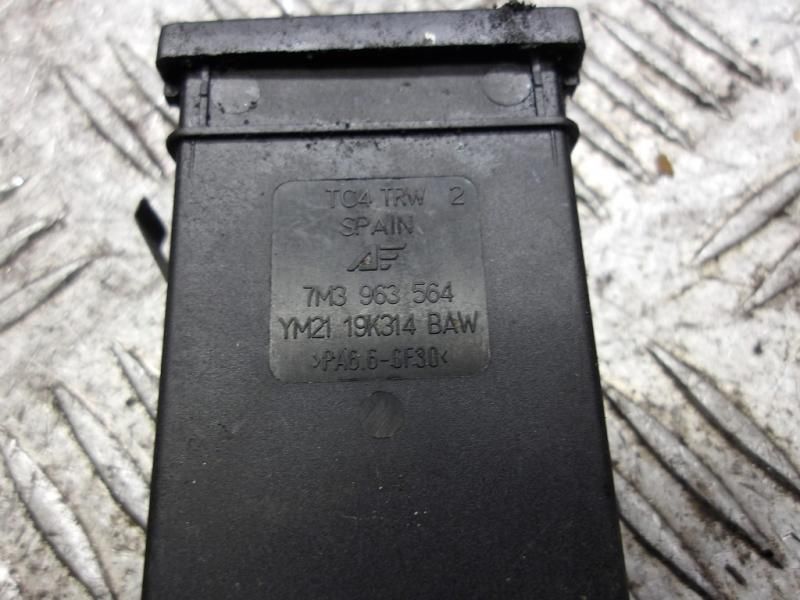 TC4 TRW 2
SPAIN
AF
7M3 963 564
YM21 19K314 BAW
>PA6.6-GF30<